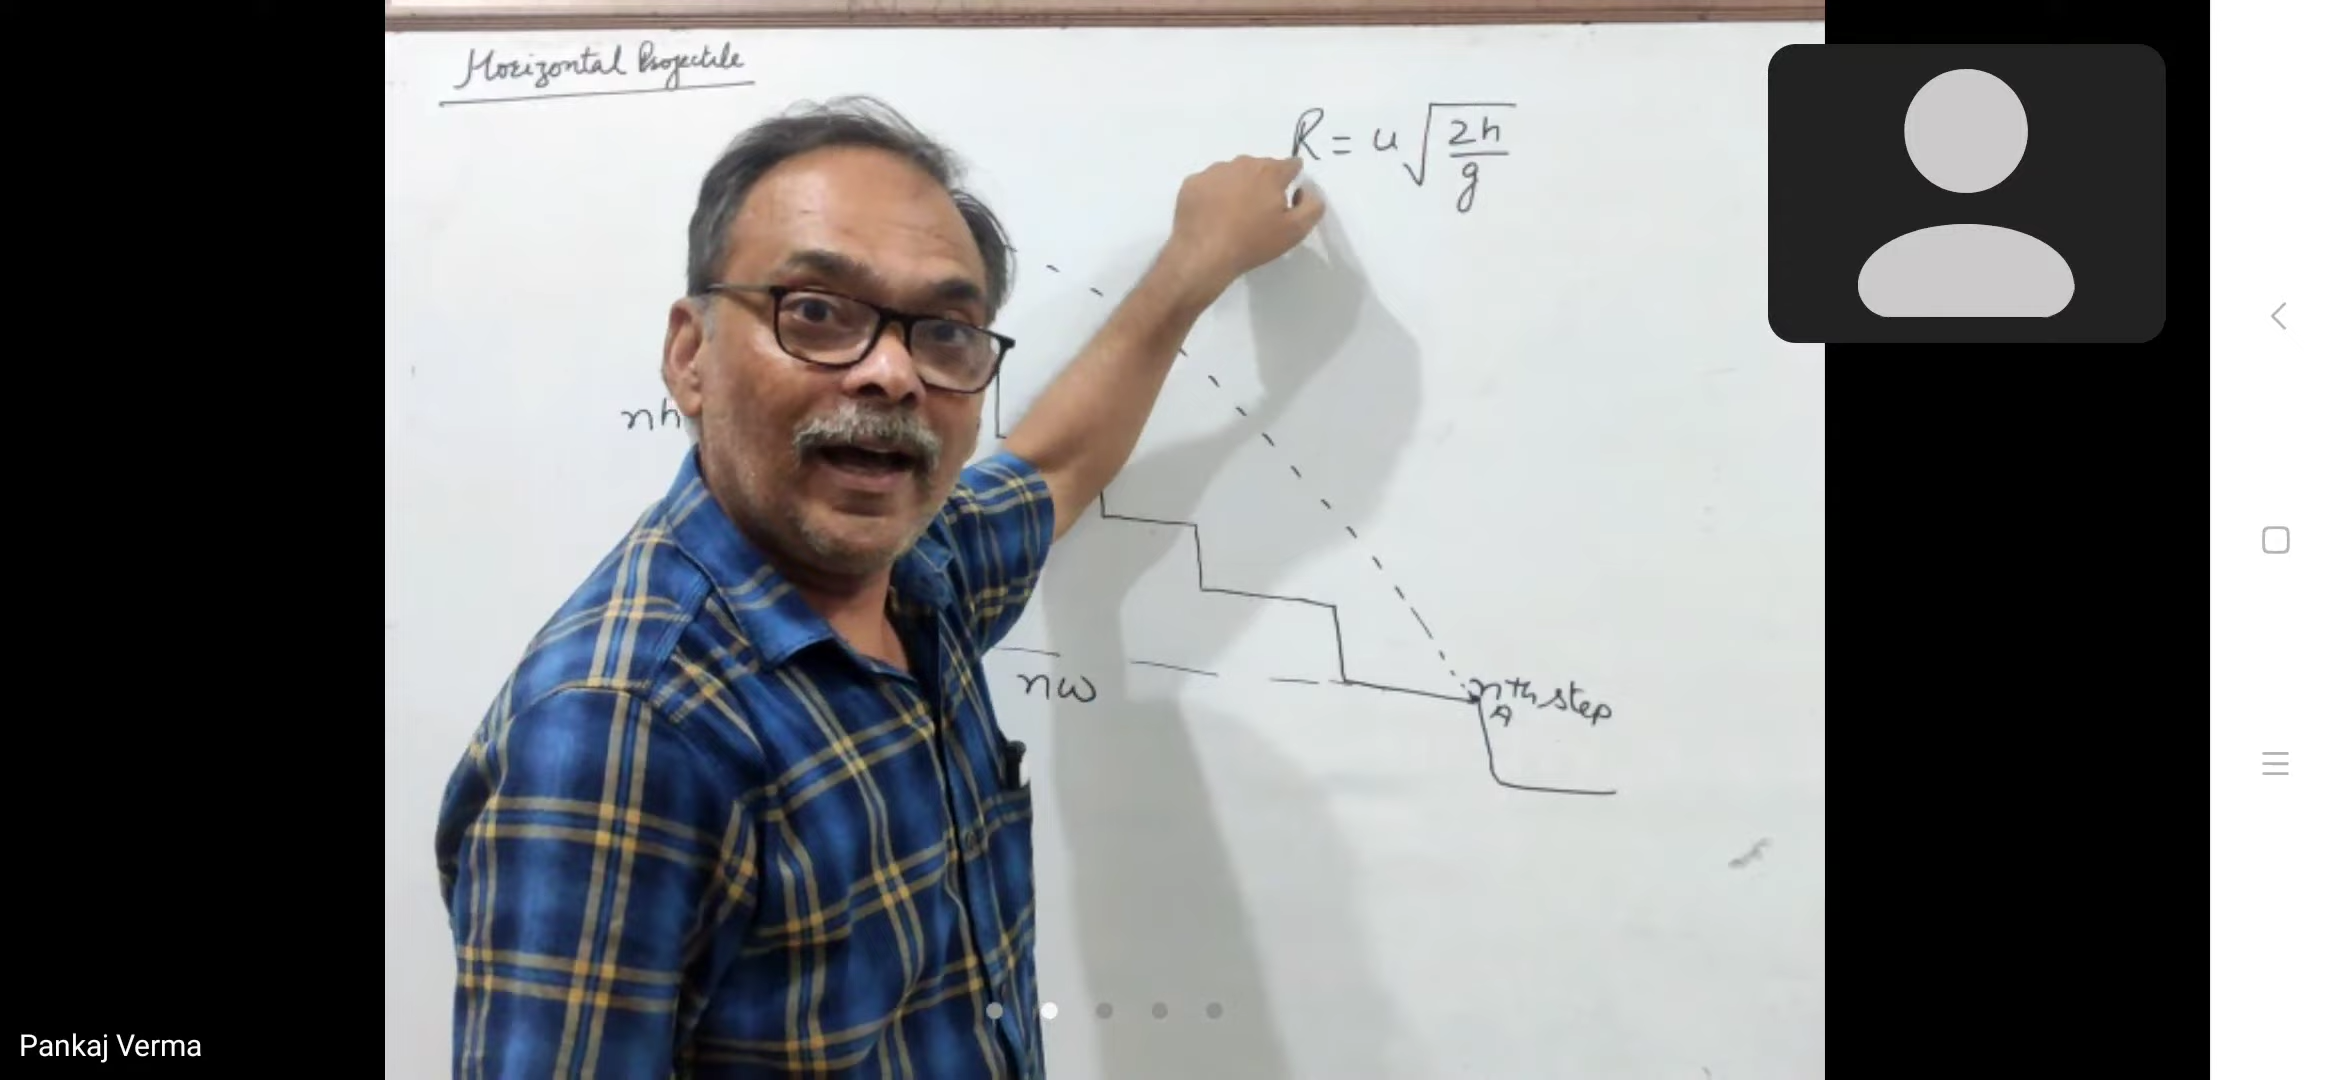 Horizontal Projectile
R = u √(2h/g)
nh
nw
nth step
A
Pankaj Verma